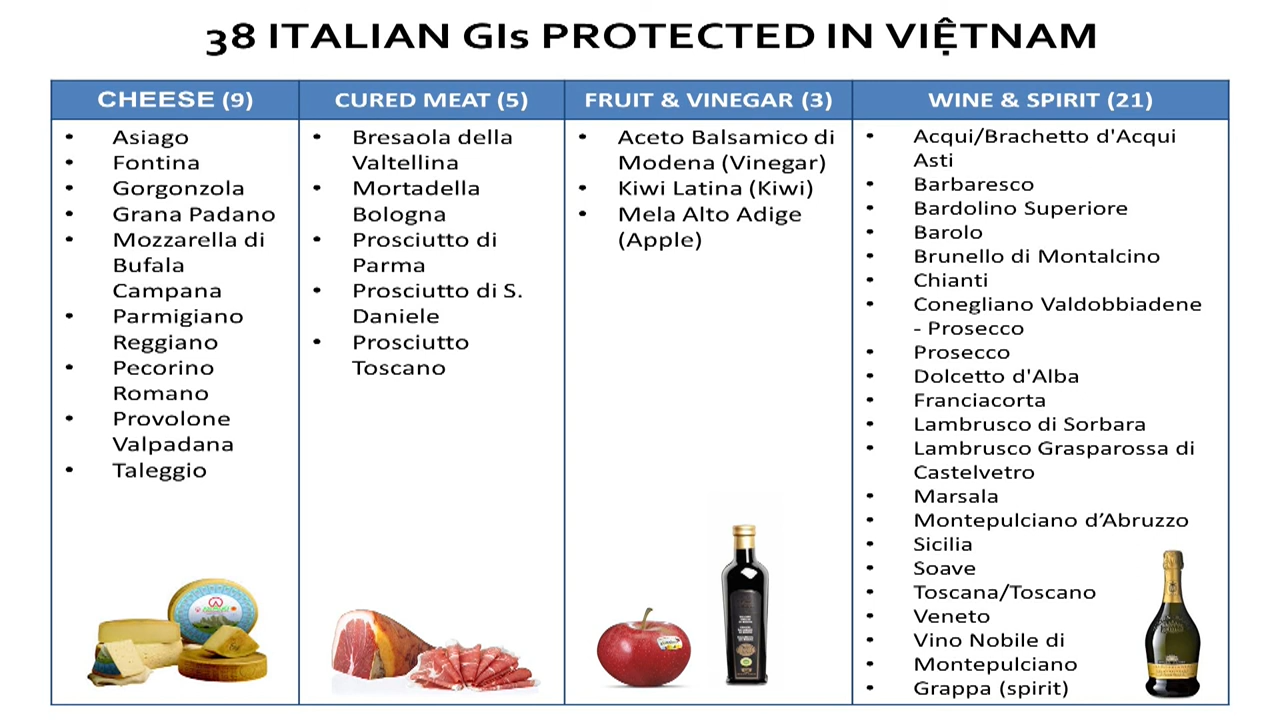 38 ITALIAN GIs PROTECTED IN VIỆTNAM
CHEESE (9)
• Asiago
• Fontina
• Gorgonzola
• Grana Padano
• Mozzarella di
Bufala
Campana
• Parmigiano
Reggiano
• Pecorino
Romano
• Provolone
Valpadana
• Taleggio
CURED MEAT (5)
• Bresaola della
Valtellina
• Mortadella
Bologna
• Prosciutto di
Parma
• Prosciutto di S.
Daniele
• Prosciutto
Toscano
FRUIT & VINEGAR (3)
• Aceto Balsamico di
Modena (Vinegar)
• Kiwi Latina (Kiwi)
• Mela Alto Adige
(Apple)
WINE & SPIRIT (21)
• Acqui/Brachetto d'Acqui
Asti
• Barbaresco
• Bardolino Superiore
• Barolo
• Brunello di Montalcino
• Chianti
• Conegliano Valdobbiadene
- Prosecco
• Prosecco
• Dolcetto d'Alba
• Franciacorta
• Lambrusco di Sorbara
• Lambrusco Grasparossa di
Castelvetro
• Marsala
• Montepulciano d’Abruzzo
• Sicilia
• Soave
• Toscana/Toscano
• Veneto
• Vino Nobile di
• Montepulciano
• Grappa (spirit)